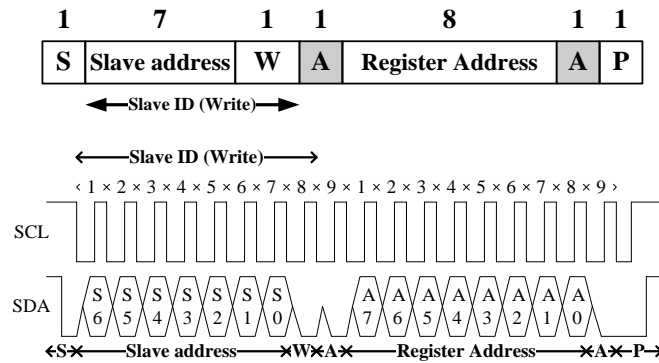 1 7 1 1 8 1 1
S Slave address W A Register Address A P
Slave ID (Write)
Slave ID (Write)
1 2 3 4 5 6 7 8 9 1 2 3 4 5 6 7 8 9
SCL
SDA
S S S S S S S A A A A A A A A
6 5 4 3 2 1 0 7 6 5 4 3 2 1 0
S Slave address W A Register Address A P